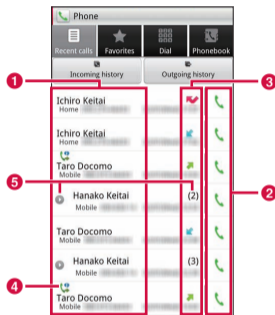 Phone
Recent calls Favorites Dial Phonebook
Incoming history Outgoing history
1 3
Ichiro Keitai
Home
Ichiro Keitai
Home
Taro Docomo
Mobile
2
5
Hanako Keitai (2)
Mobile
Taro Docomo
Mobile
Hanako Keitai (3)
Mobile
4
Taro Docomo
Mobile